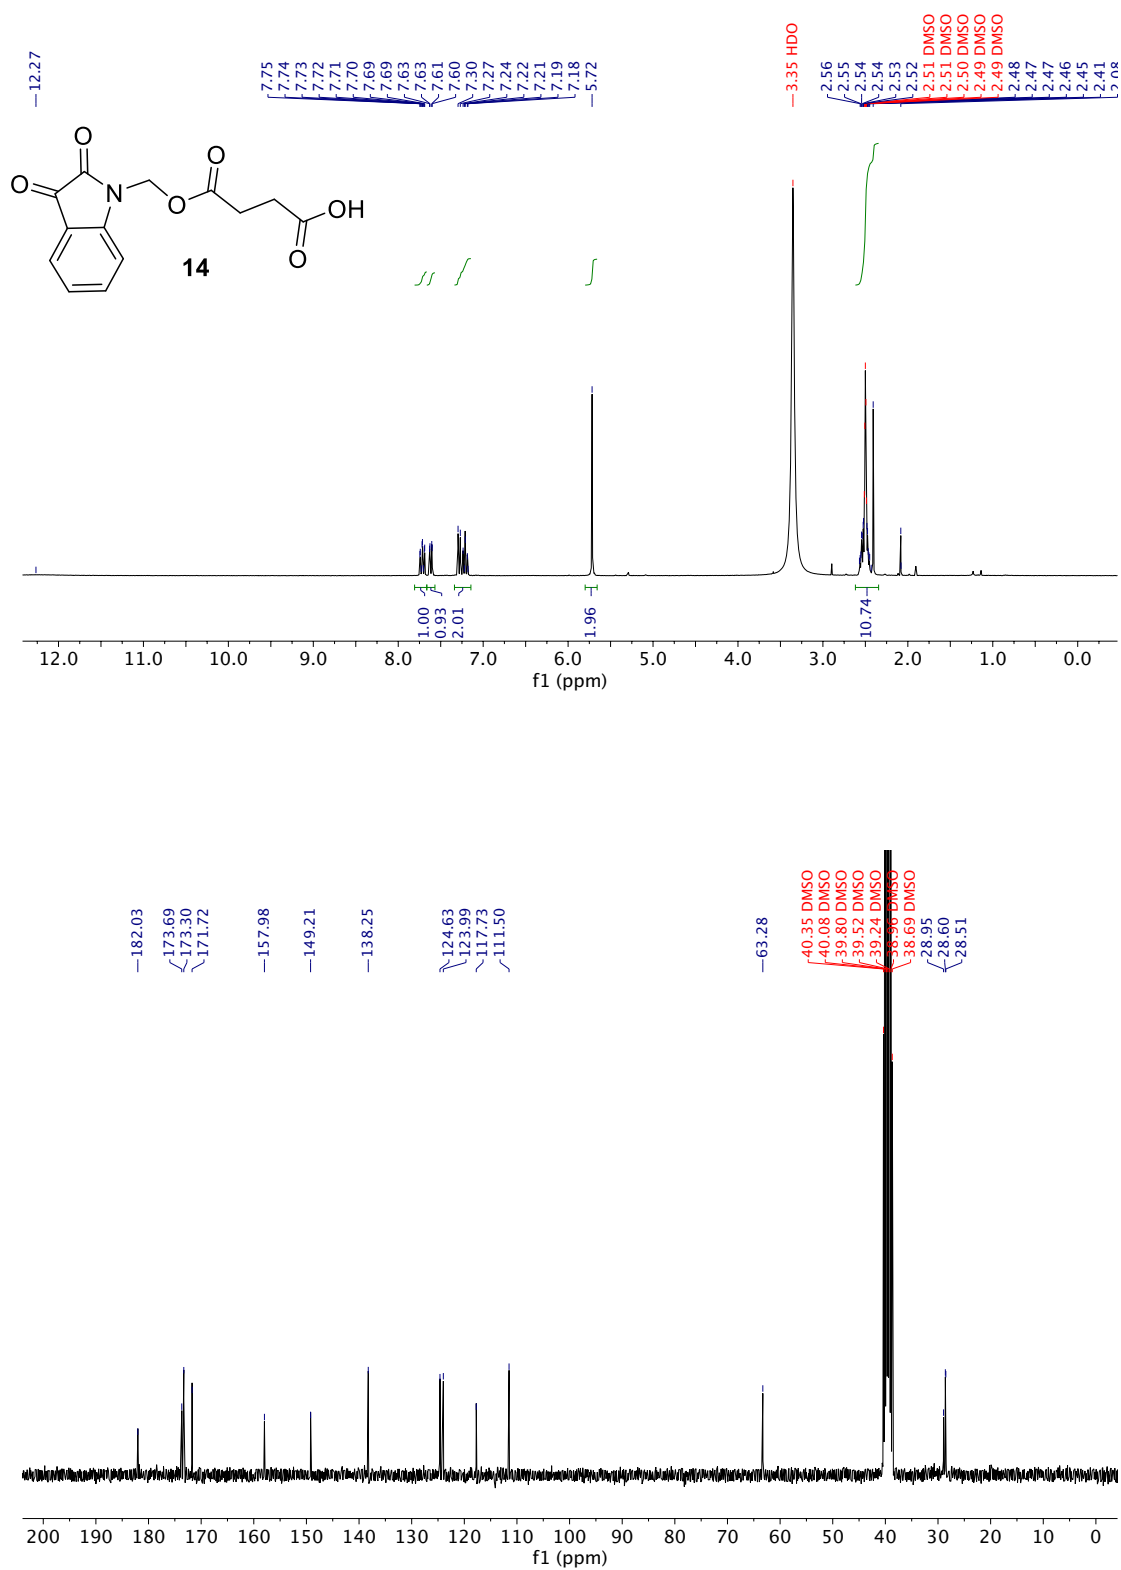 12.27
7.75
7.74
7.73
7.72
7.71
7.70
7.69
7.69
7.63
7.63
7.61
7.60
7.30
7.27
7.24
7.22
7.21
7.19
7.18
5.72
3.35 HDO
2.56
2.55
2.54
2.54
2.53
2.52
2.51 DMSO
2.51 DMSO
2.50 DMSO
2.49 DMSO
2.49 DMSO
2.48
2.47
2.47
2.46
2.45
2.41
2.08
O
O
N
O
O
O
OH
14
1.00
0.93
2.01
1.96
10.74
12.0 11.0 10.0 9.0 8.0 7.0 6.0 5.0 4.0 3.0 2.0 1.0 0.0
f1 (ppm)
182.03
173.69
173.30
171.72
157.98
149.21
138.25
124.63
123.99
117.73
111.50
63.28
40.35 DMSO
40.08 DMSO
39.80 DMSO
39.52 DMSO
39.24 DMSO
38.96 DMSO
38.69 DMSO
28.95
28.60
28.51
200 190 180 170 160 150 140 130 120 110 100 90 80 70 60 50 40 30 20 10 0
f1 (ppm)